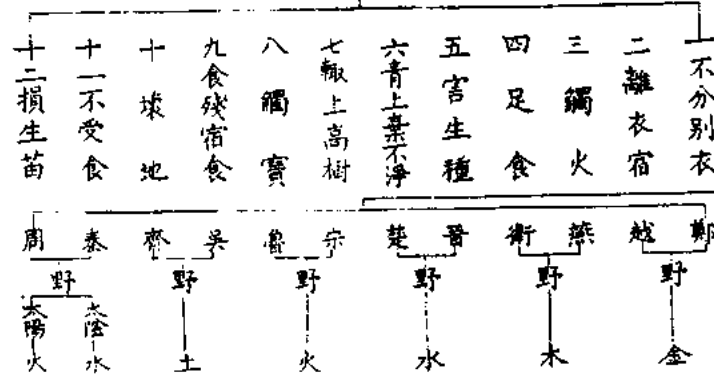 一不分別衣
二離衣宿
三觸火
四足食
五害生種
六青上棄不淨
七輙上高樹
八觸寶
九食殘宿食
十壞地
十一不受食
十二損生苗
鄭 越 燕 衛 晉 楚 宋 魯 吳 齊 秦 周
野 野 野 野 野 野
太陰 太陽
金 木 水 火 土 水 火